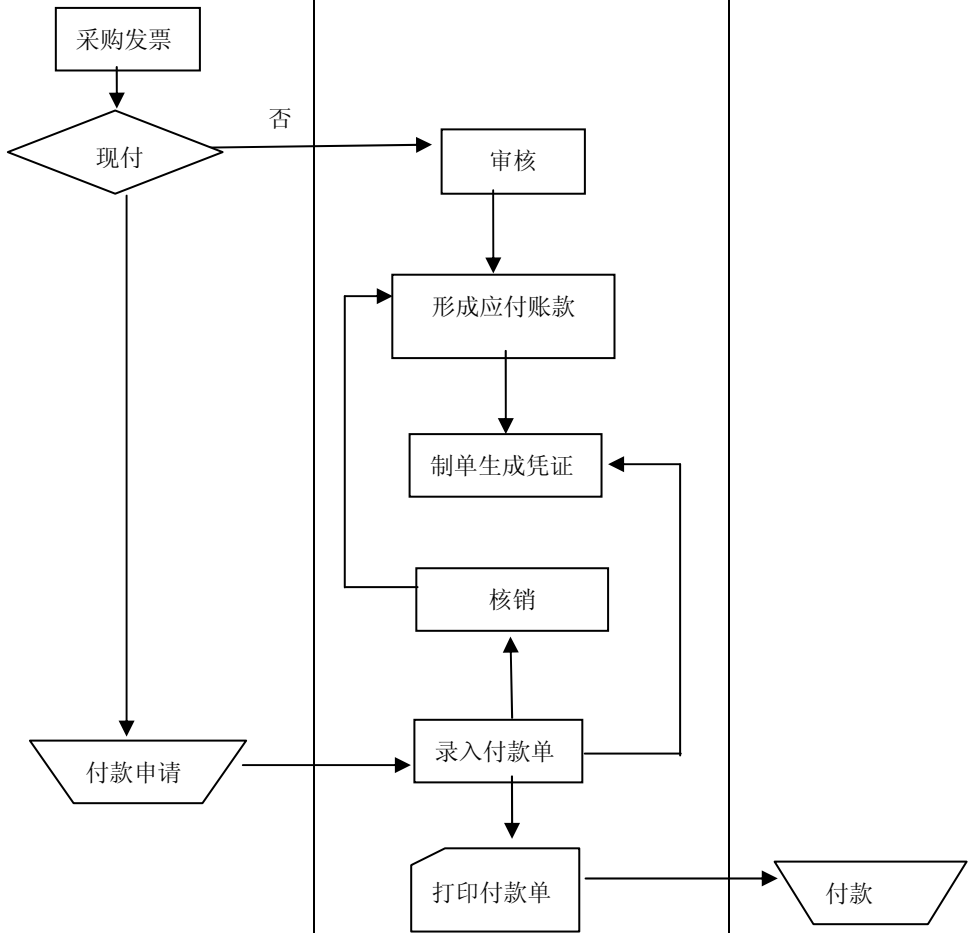 采购发票
否
现付
审核
形成应付账款
制单生成凭证
核销
录入付款单
付款申请
打印付款单
付款